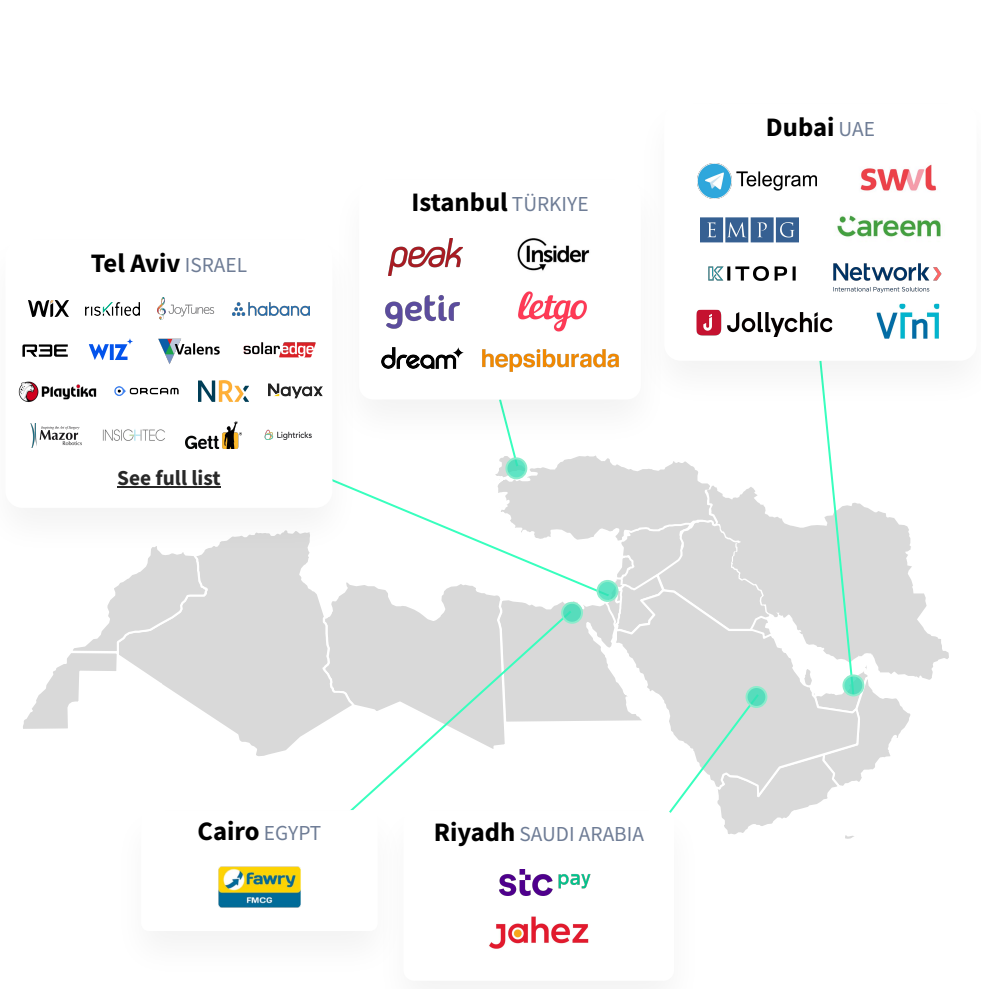 Dubai UAE
Telegram swvl
EMPG Careem
KITOPI Network
International Payment Solutions
Jollychic Vini
Istanbul TÜRKIYE
peak Insider
getir letgo
dream hepsiburada
Tel Aviv ISRAEL
WiX riskified JoyTunes habana
R3E WIZ Valens solaredge
Playtika ORCAM NRx Nayax
Mazor Robotics INSIGHTEC Gett Lightricks
See full list
Cairo EGYPT
fawry
FMCG
Riyadh SAUDI ARABIA
stc pay
jahez